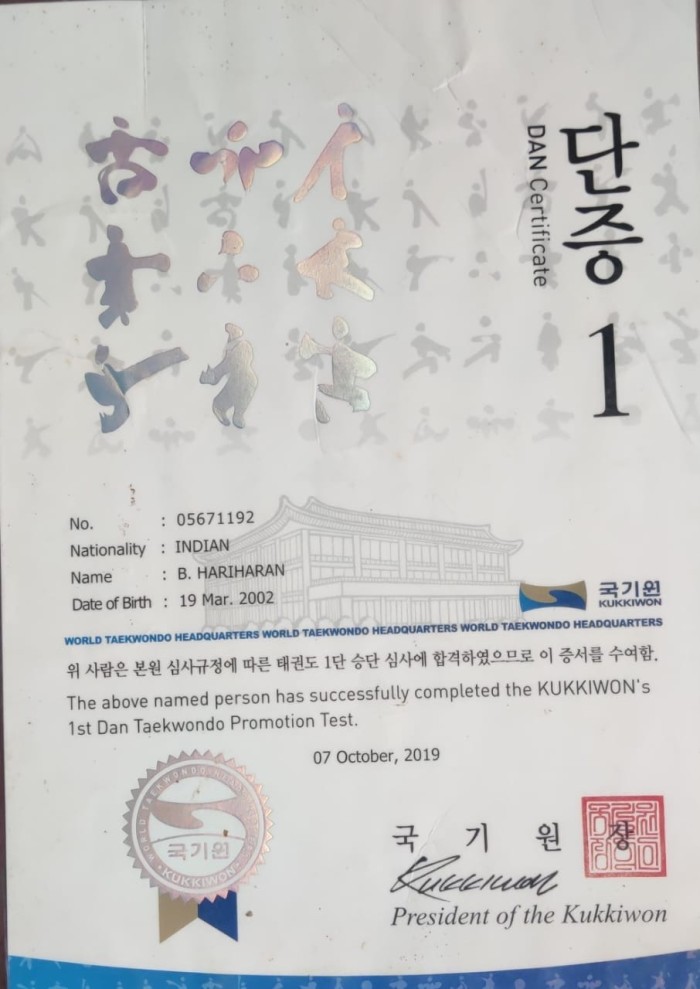 단증
DAN Certificate
1
No. : 05671192
Nationality : INDIAN
Name : B. HARIHARAN
Date of Birth : 19 Mar. 2002
국기원
KUKKIWON
WORLD TAEKWONDO HEADQUARTERS WORLD TAEKWONDO HEADQUARTERS WORLD TAEKWONDO HEADQUARTERS
위 사람은 본원 심사규정에 따른 태권도 1단 승단 심사에 합격하였으므로 이 증서를 수여함.
The above named person has successfully completed the KUKKIWON's
1st Dan Taekwondo Promotion Test.
07 October, 2019
국기원
·KUKKIWON·
국 기 원 장
Kukkiwon
President of the Kukkiwon